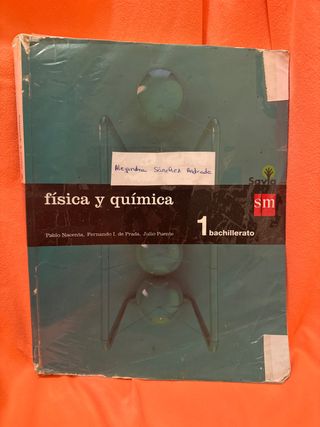 Alejandra Sánchez Andrade
Savia
física y química
sm
Pablo Nacenta, Fernando I. de Prada, Julio Puente
1 bachillerato